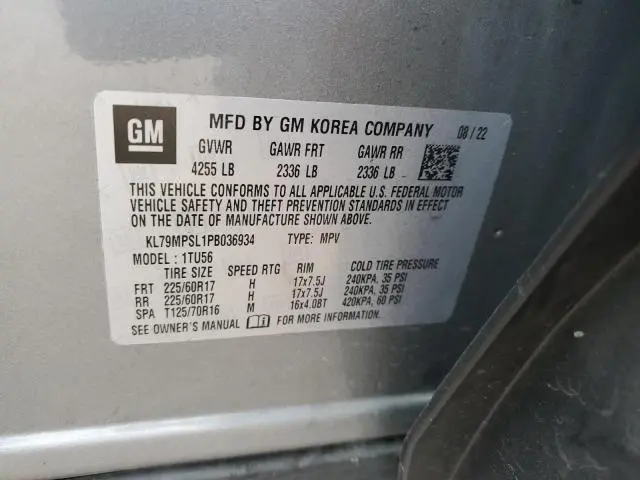 GM
MFD BY GM KOREA COMPANY 08/22
GVWR GAWR FRT GAWR RR
4255 LB 2336 LB 2336 LB
THIS VEHICLE CONFORMS TO ALL APPLICABLE U.S. FEDERAL MOTOR
VEHICLE SAFETY AND THEFT PREVENTION STANDARDS IN EFFECT
ON THE DATE OF MANUFACTURE SHOWN ABOVE.
KL79MPSL1PB036934 TYPE: MPV
MODEL: 1TU56
TIRE SIZE SPEED RTG RIM COLD TIRE PRESSURE
FRT 225/60R17 H 17x7.5J 240KPA, 35 PSI
RR 225/60R17 H 17x7.5J 240KPA, 35 PSI
SPA T125/70R16 M 16x4.0BT 420KPA, 60 PSI
SEE OWNER'S MANUAL FOR MORE INFORMATION.